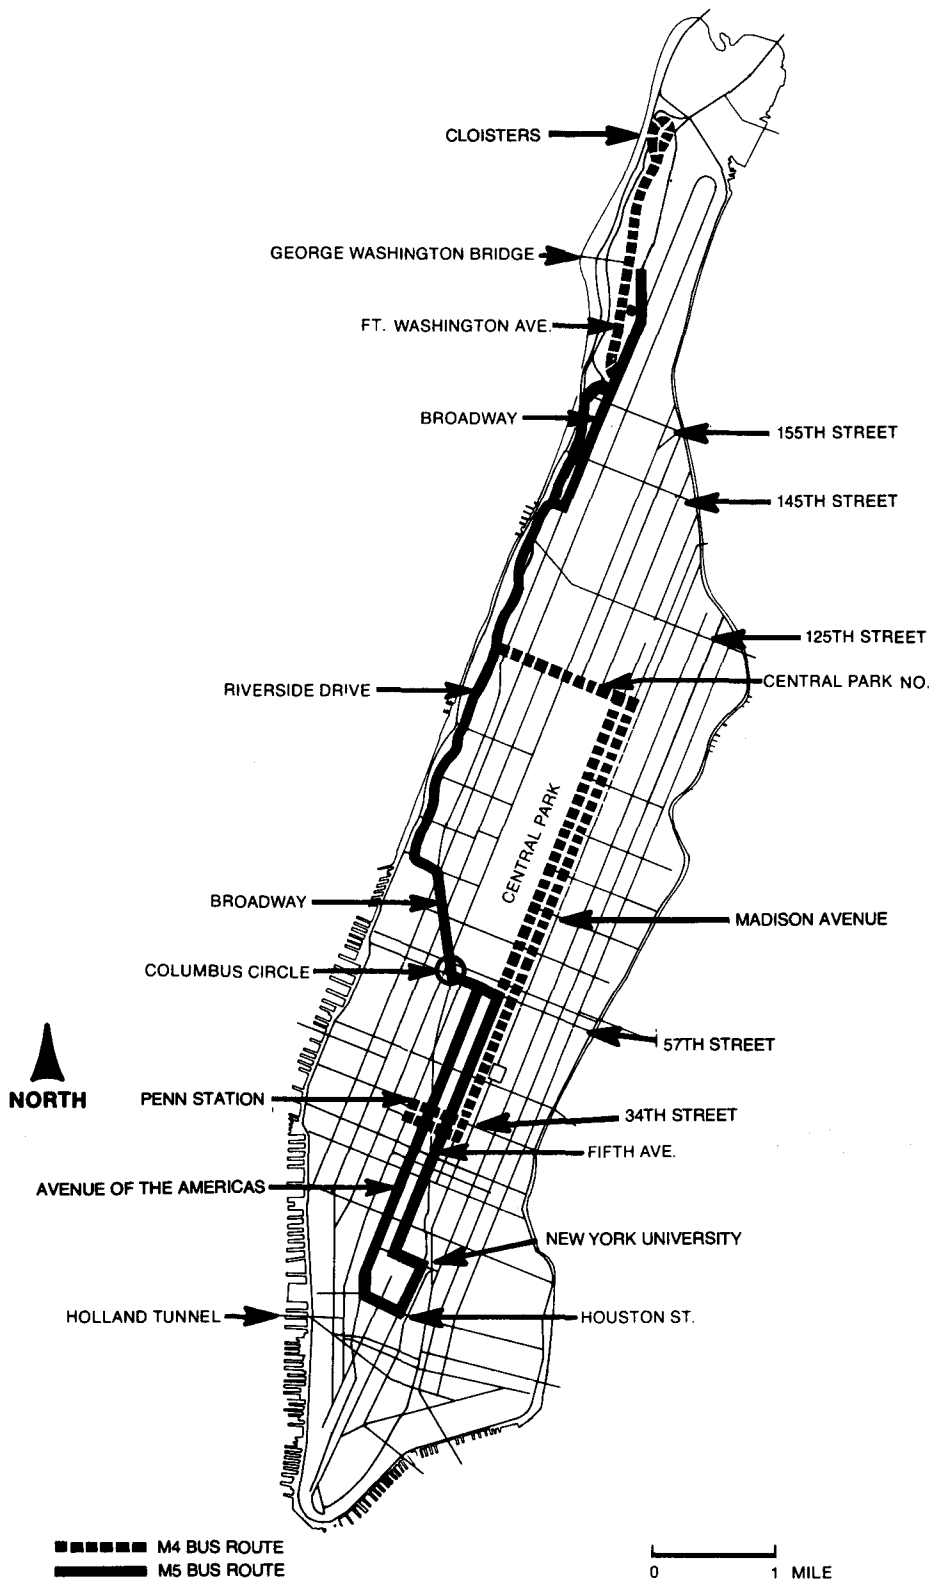 CLOISTERS
GEORGE WASHINGTON BRIDGE
FT. WASHINGTON AVE.
BROADWAY
155TH STREET
145TH STREET
125TH STREET
CENTRAL PARK NO.
RIVERSIDE DRIVE
CENTRAL PARK
BROADWAY
MADISON AVENUE
COLUMBUS CIRCLE
57TH STREET
NORTH
PENN STATION
34TH STREET
FIFTH AVE.
AVENUE OF THE AMERICAS
NEW YORK UNIVERSITY
HOLLAND TUNNEL
HOUSTON ST.
M4 BUS ROUTE
M5 BUS ROUTE
0 1 MILE